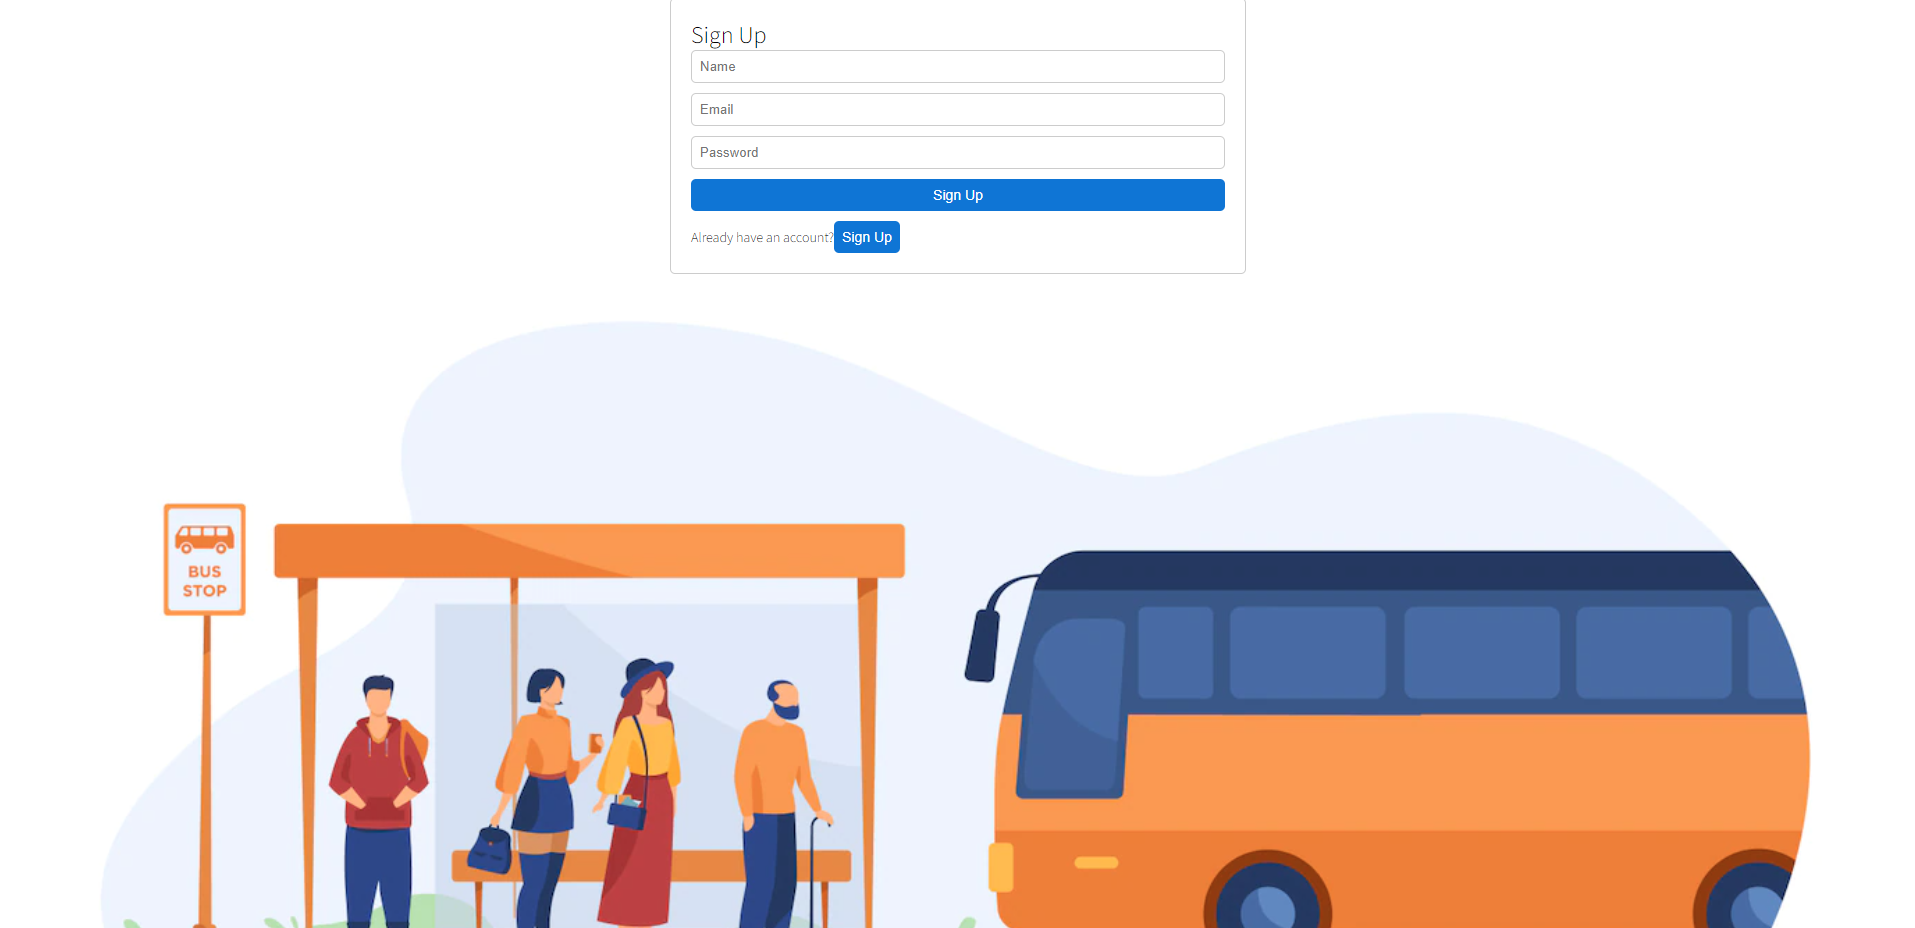 Sign Up
Name
Email
Password
Sign Up
Already have an account? Sign Up
BUS
STOP